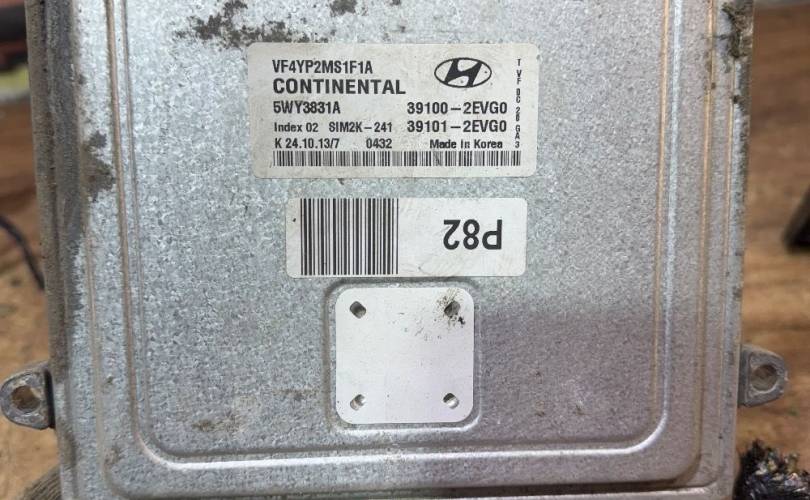 VF4YP2MS1F1A
CONTINENTAL
5WY3831A 39100-2EVG0
Index 02 SIM2K-241 39101-2EVG0
K 24.10.13/7 0432 Made in Korea
P82